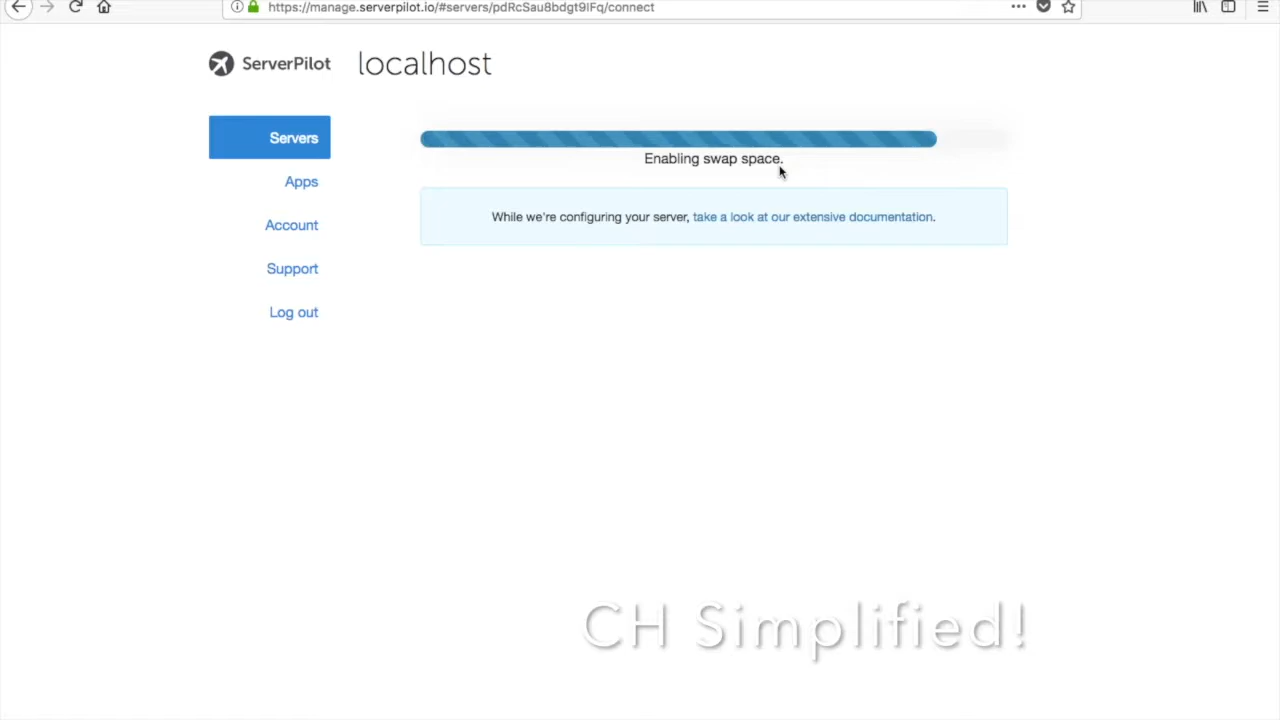 https://manage.serverpilot.io/#servers/pdRcSau8bdgt9lFq/connect
ServerPilot localhost
Servers
Enabling swap space.
Apps
While we're configuring your server, take a look at our extensive documentation.
Account
Support
Log out
CH Simplified!